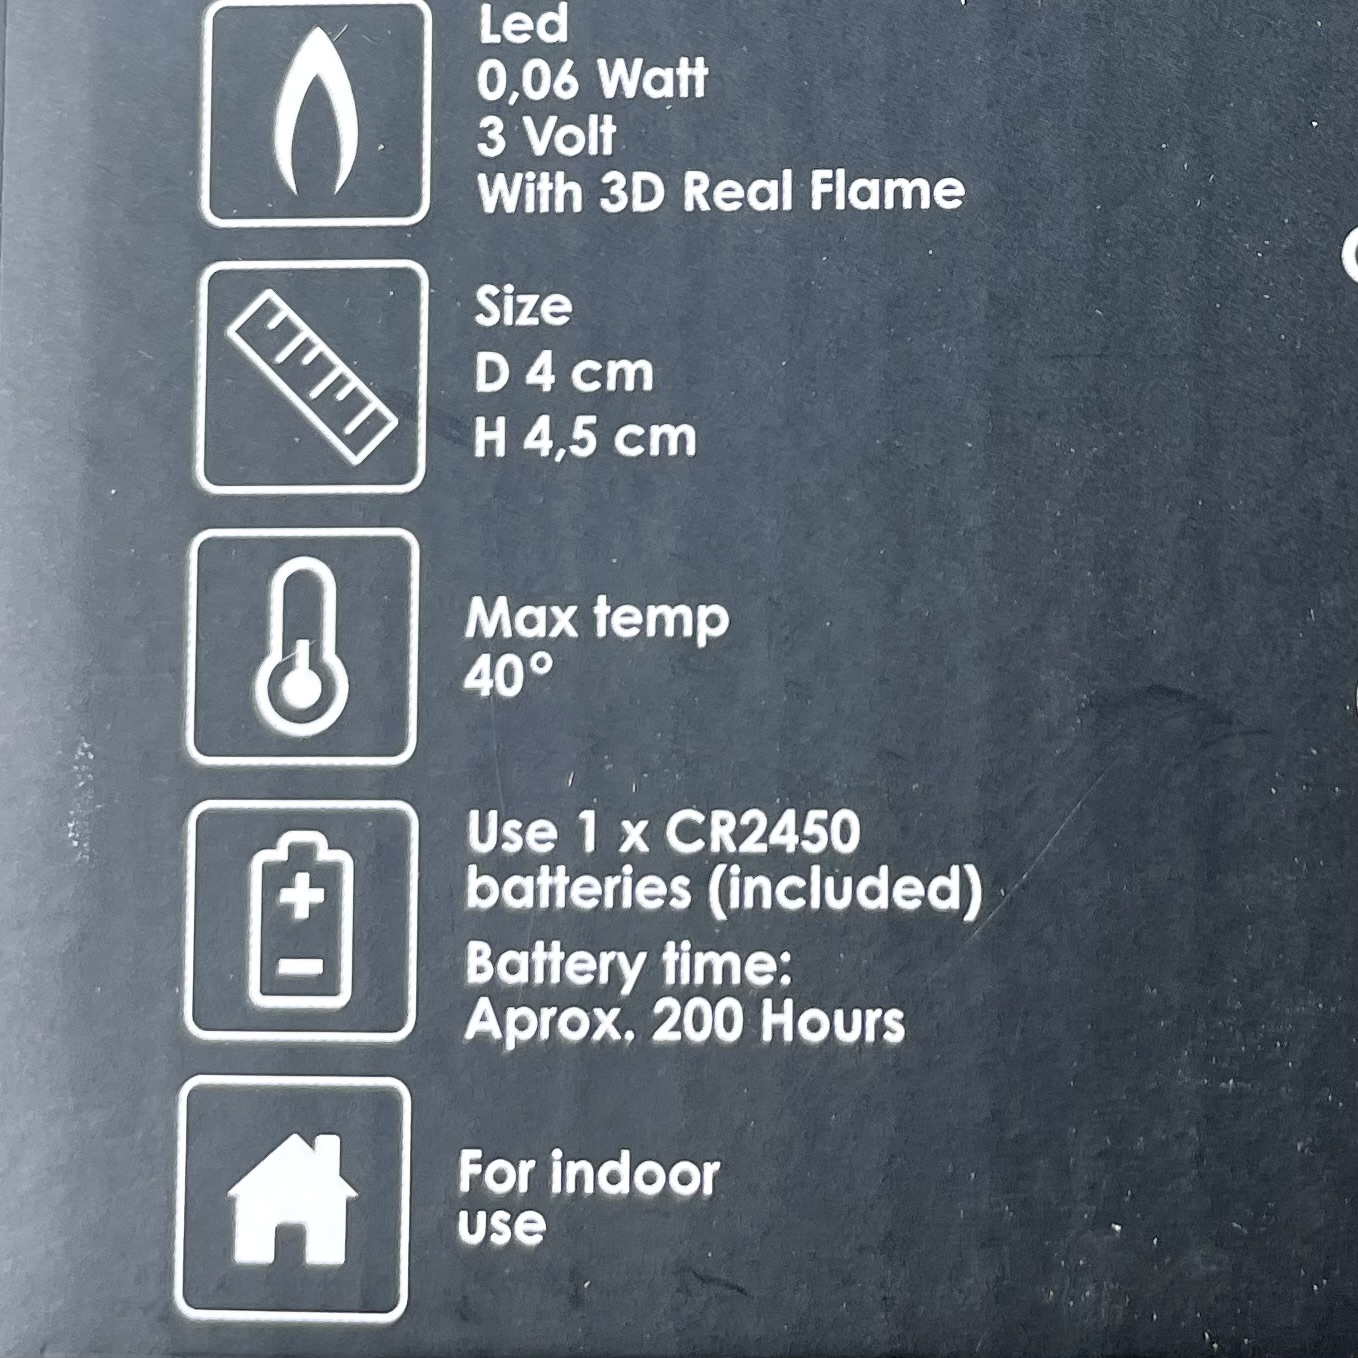 Led
0,06 Watt
3 Volt
With 3D Real Flame
Size
D 4 cm
H 4,5 cm
Max temp
40°
Use 1 x CR2450
batteries (included)
Battery time:
Aprox. 200 Hours
For indoor
use